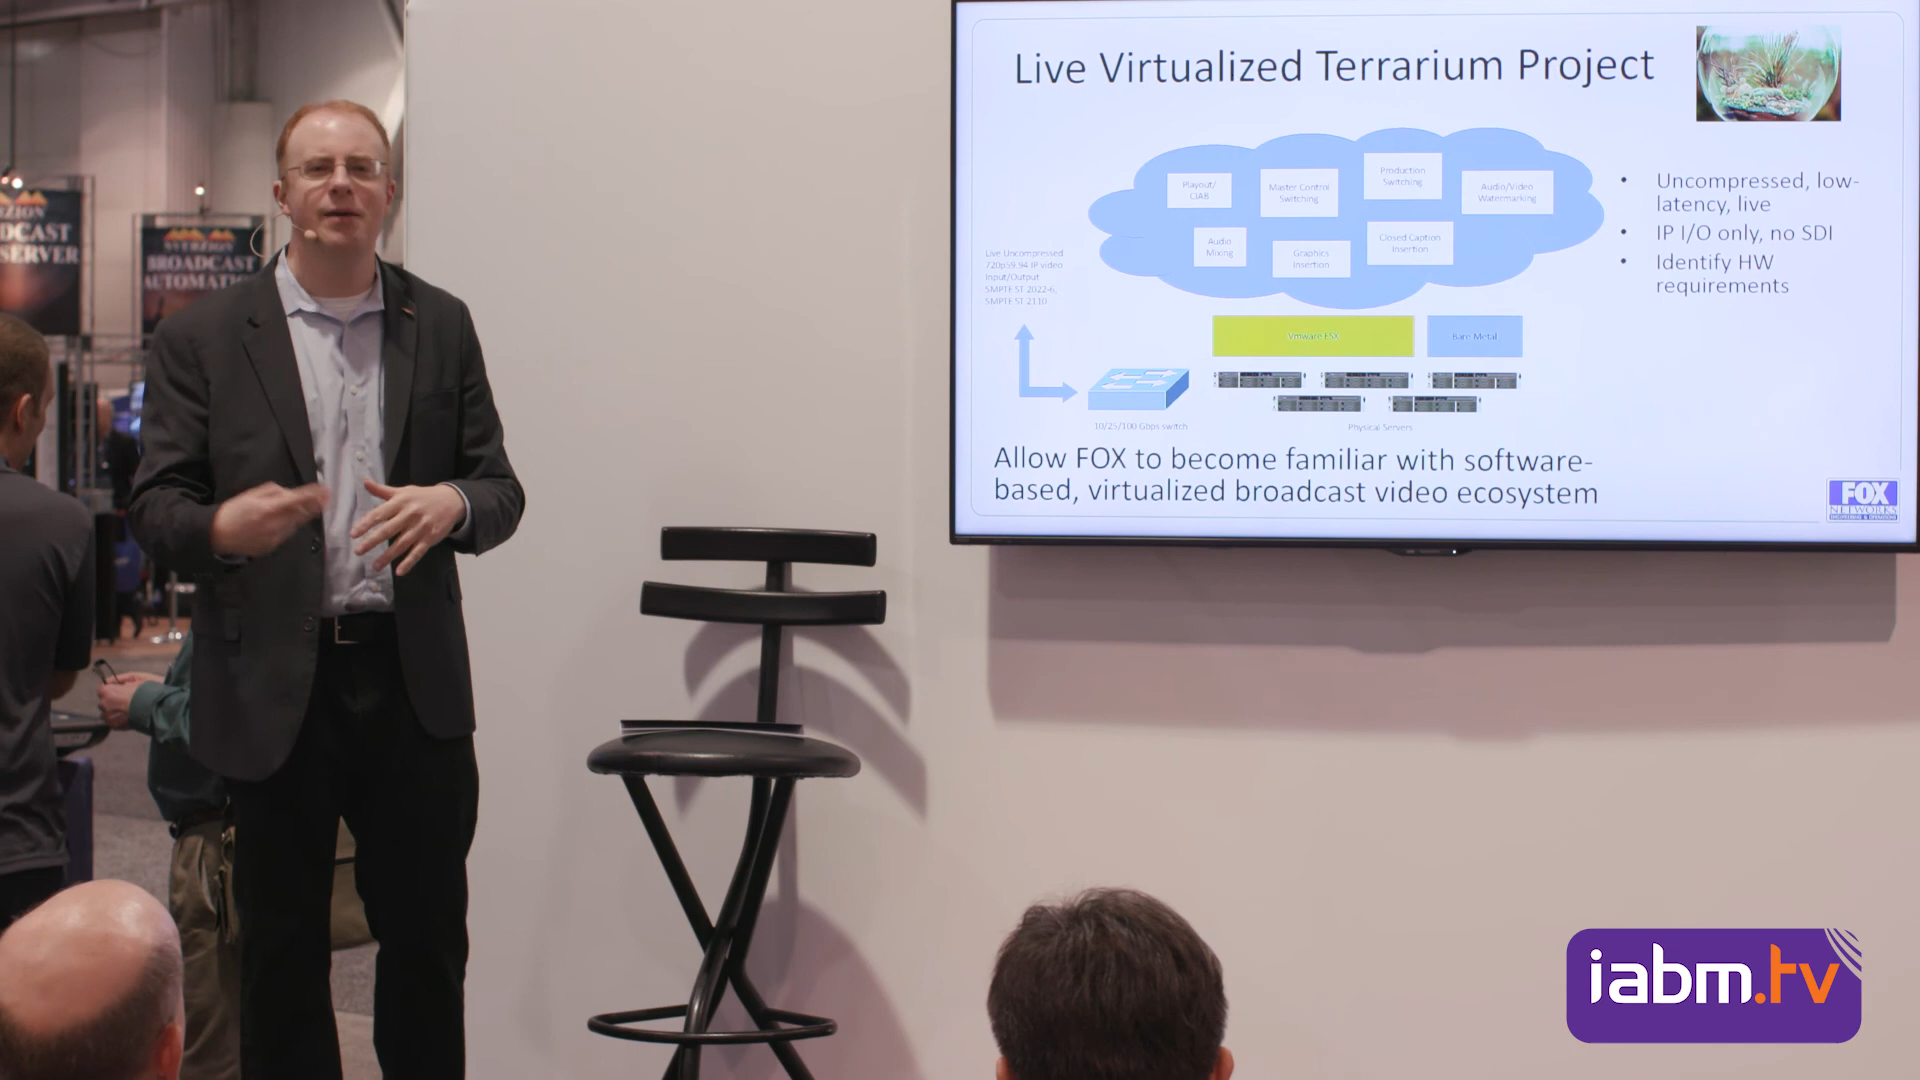 DCAST
SERVER
BROADCAST
AUTOMATI
Live Virtualized Terrarium Project
Playout/
CIAB
Master Control
Switching
Production
Switching
Audio/Video
Watermarking
Audio
Mixing
Graphics
Insertion
Closed Caption
Insertion
Live Uncompressed
720p59.94 IP video
Input/Output
SMPTE ST 2022-6,
SMPTE ST 2110
Vmware ESX
Bare Metal
10/25/100 Gbps switch
Physical Servers
• Uncompressed, low-
latency, live
• IP I/O only, no SDI
• Identify HW
requirements
Allow FOX to become familiar with software-
based, virtualized broadcast video ecosystem
FOX
NETWORKS
ENGINEERING & OPERATIONS
iabm.tv